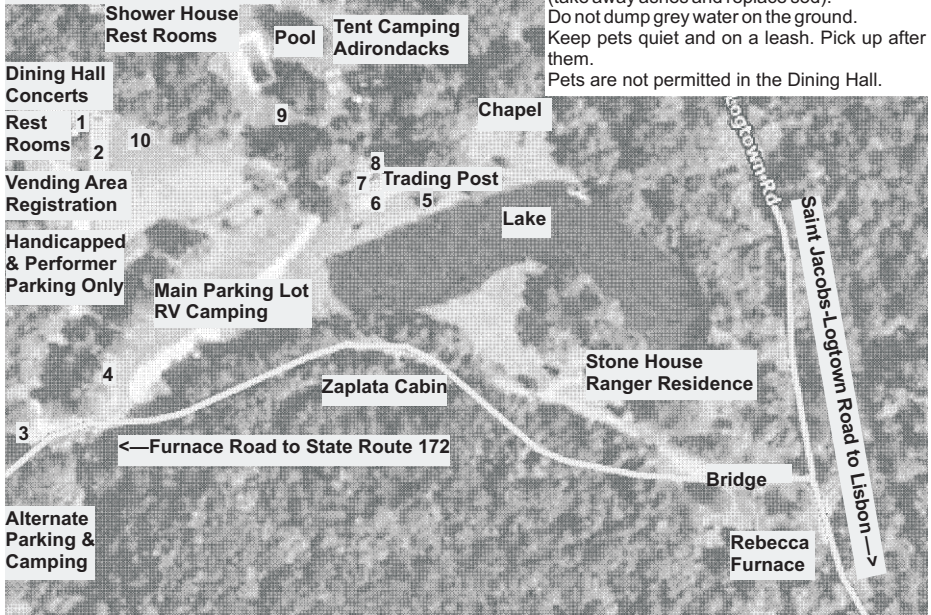 (take away ashes and replace sod).
Do not dump grey water on the ground.
Keep pets quiet and on a leash. Pick up after
them.
Pets are not permitted in the Dining Hall.
Shower House
Rest Rooms
Pool
Tent Camping
Adirondacks
Dining Hall
Concerts
Chapel
9
Rest
Rooms
1
2
10
8
7
Trading Post
6
5
Vending Area
Registration
Lake
Logtown Rd
Saint Jacobs-Logtown Road to Lisbon—>
Handicapped
& Performer
Parking Only
Main Parking Lot
RV Camping
4
Stone House
Ranger Residence
Zaplata Cabin
3
<—Furnace Road to State Route 172
Bridge
Alternate
Parking &
Camping
Rebecca
Furnace